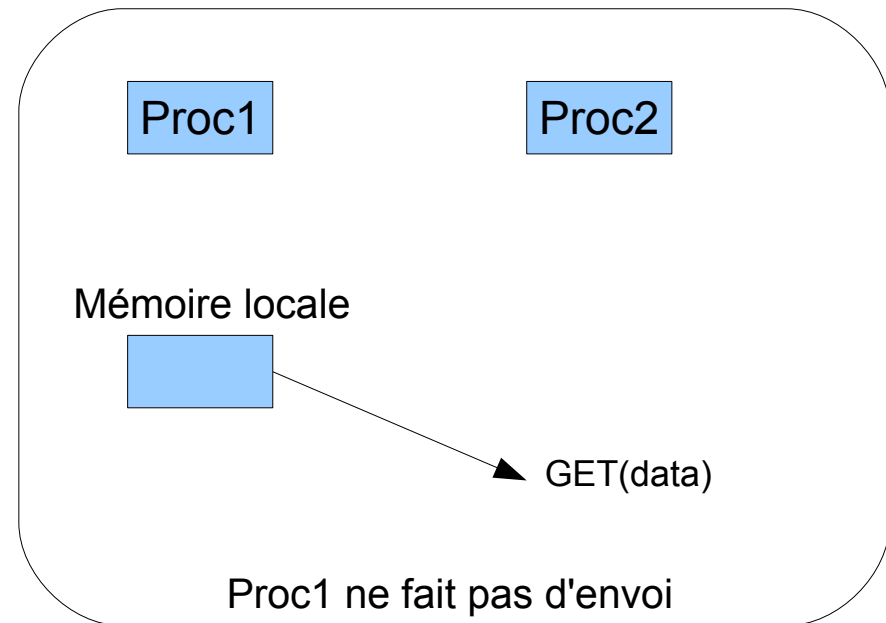 Proc1
Proc2
Mémoire locale
GET(data)
Proc1 ne fait pas d'envoi